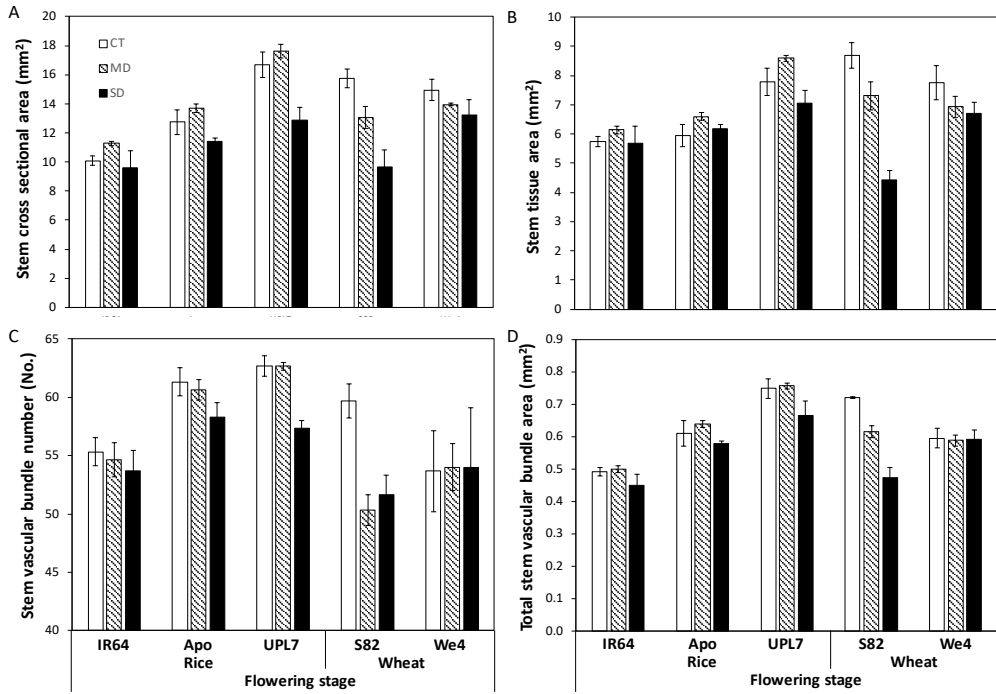 A
Stem cross sectional area (mm²)
20
18
16
14
12
10
8
6
4
2
0
CT
MD
SD
B
Stem tissue area (mm²)
10
9
8
7
6
5
4
3
2
1
0
C
Stem vascular bundle number (No.)
65
60
55
50
45
40
IR64 Apo UPL7 S82 We4
Rice Wheat
Flowering stage
D
Total stem vascular bundle area (mm²)
0.9
0.8
0.7
0.6
0.5
0.4
0.3
0.2
0.1
0.0
IR64 Apo UPL7 S82 We4
Rice Wheat
Flowering stage